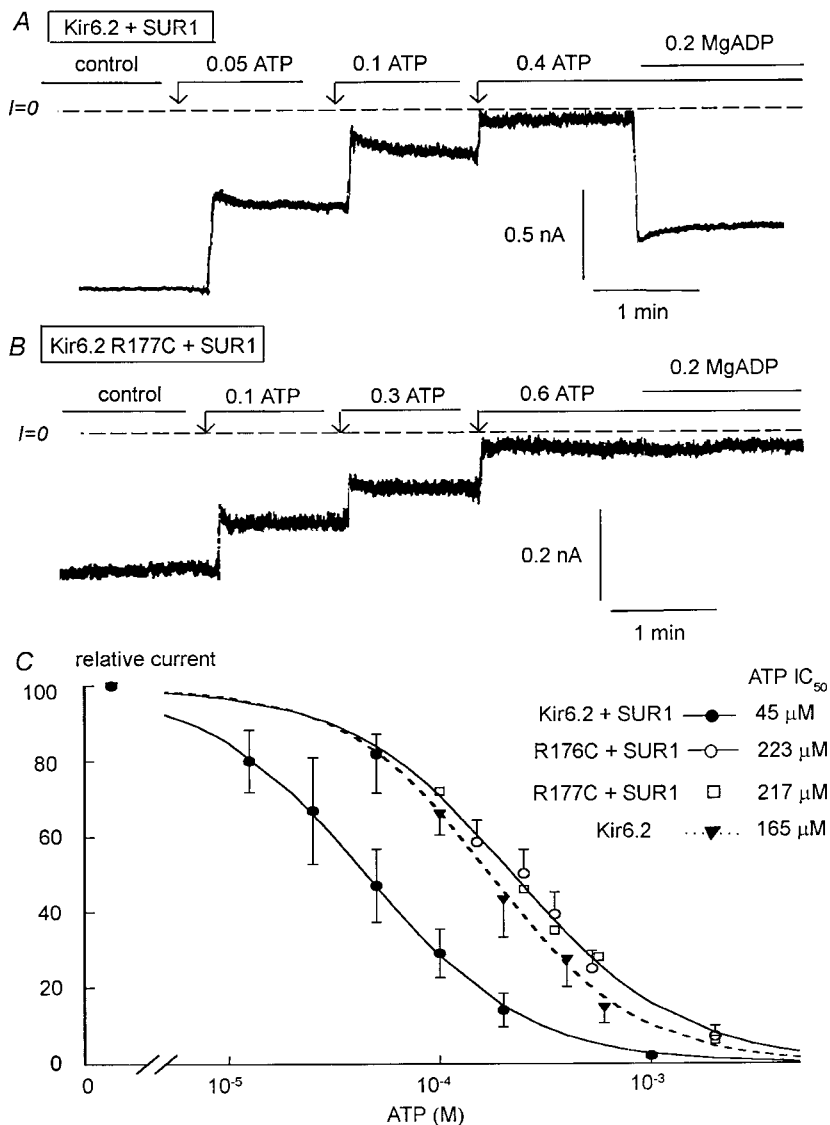 A Kir6.2 + SUR1
0.2 MgADP
control 0.05 ATP 0.1 ATP 0.4 ATP
I=0
0.5 nA
1 min
B Kir6.2 R177C + SUR1
0.2 MgADP
control 0.1 ATP 0.3 ATP 0.6 ATP
I=0
0.2 nA
1 min
C relative current
ATP IC50
Kir6.2 + SUR1 45 μM
R176C + SUR1 223 μM
R177C + SUR1 217 μM
Kir6.2 165 μM
100
80
60
40
20
0
0 10-5 10-4 10-3
ATP (M)